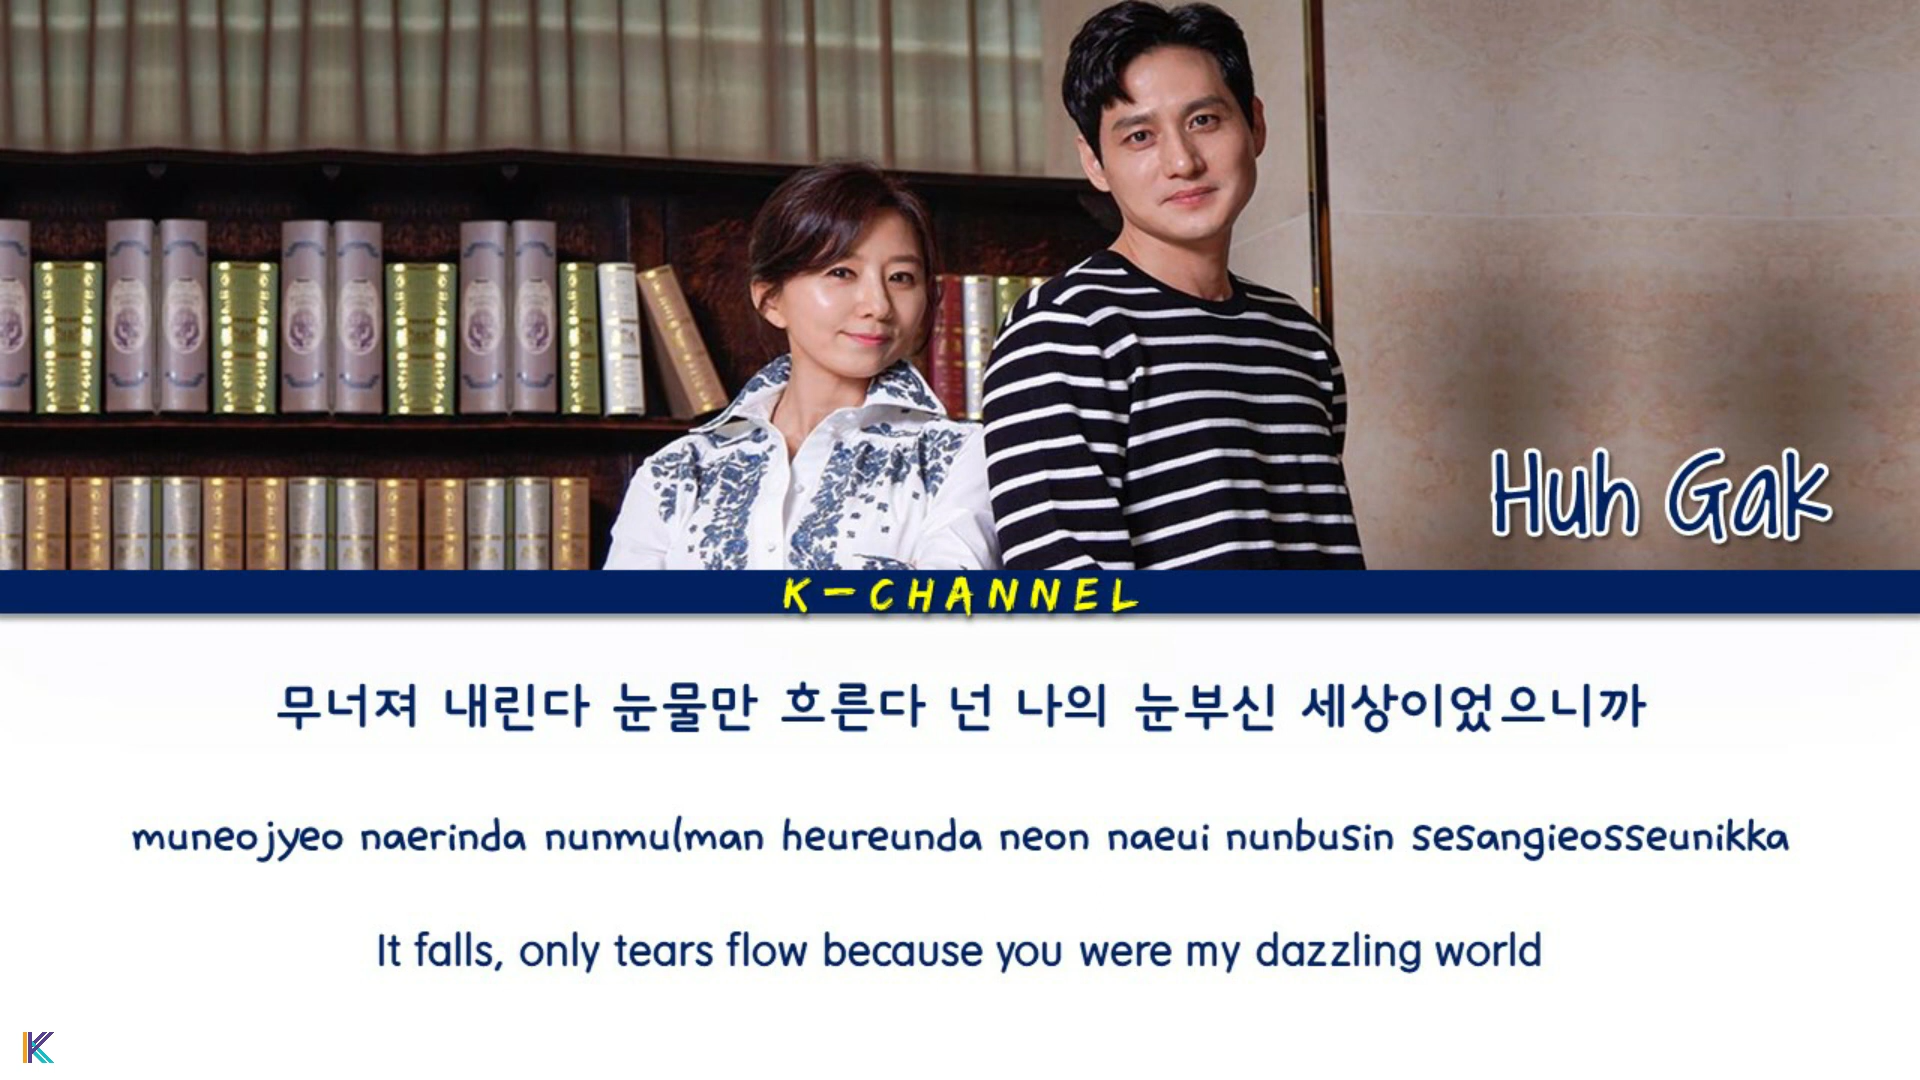 Huh Gak
K-CHANNEL
무너져 내린다 눈물만 흐른다 넌 나의 눈부신 세상이었으니까
muneojyeo naerinda nunmulman heureunda neon naeui nunbusin sesangieosseunikka
It falls, only tears flow because you were my dazzling world
K